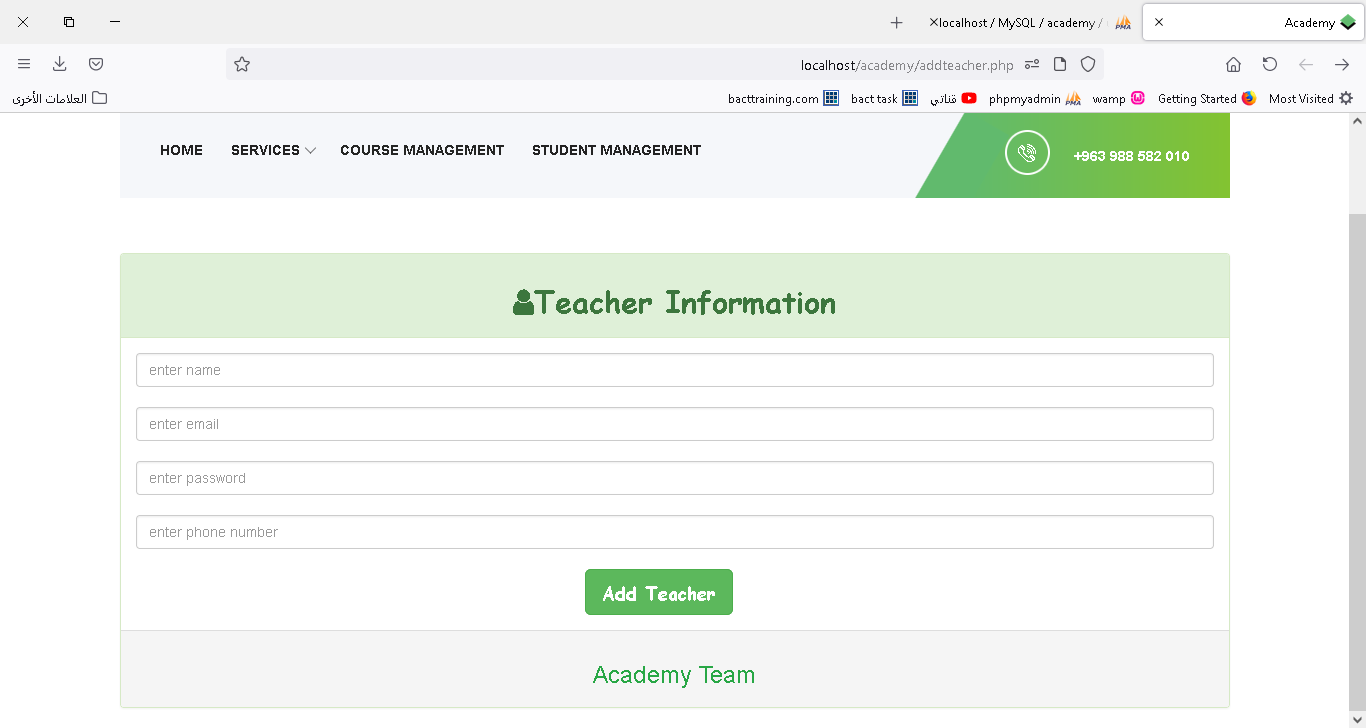 Academy
localhost / MySQL / academy /
localhost/academy/addteacher.php
Most Visited
Getting Started
wamp
phpmyadmin
قناتي
bact task
bacttraining.com
العلامات الأخرى
HOME SERVICES COURSE MANAGEMENT STUDENT MANAGEMENT
+963 988 582 010
Teacher Information
enter name
enter email
enter password
enter phone number
Add Teacher
Academy Team